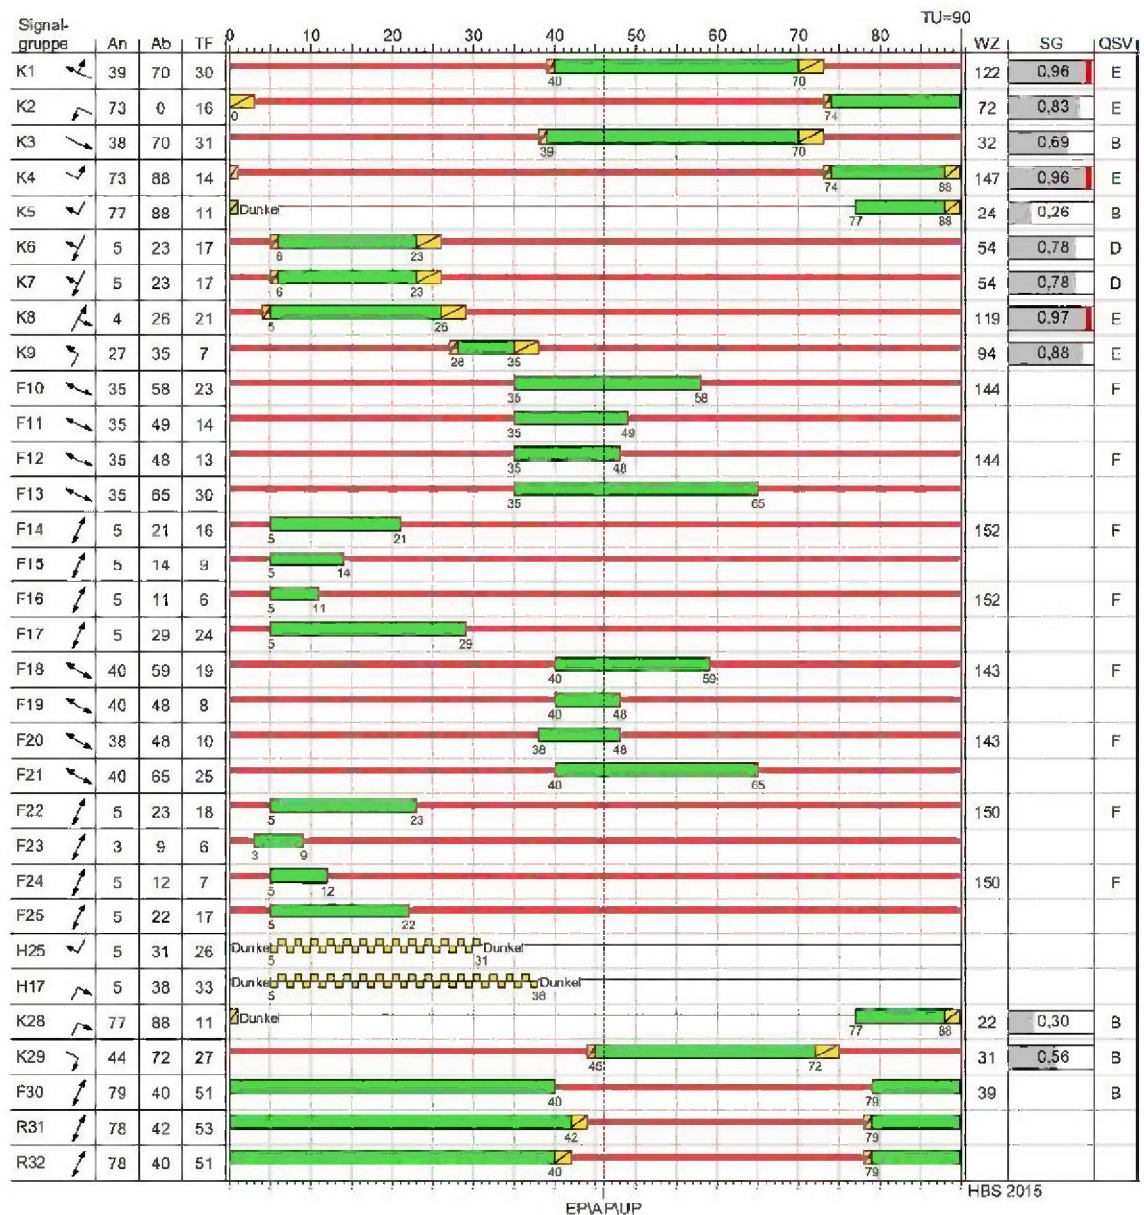 TU=90
Signal-
gruppe An Ab TF 0 10 20 30 40 50 60 70 80 WZ SG QSV
K1 39 70 30 40 70 122 0,96 E
K2 73 0 16 0 74 72 0,83 E
K3 38 70 31 39 70 32 0,69 B
K4 73 88 14 74 88 147 0,96 E
K5 77 88 11 Dunkel 77 88 24 0,26 B
K6 5 23 17 6 23 54 0,78 D
K7 5 23 17 6 23 54 0,78 D
K8 4 26 21 5 26 119 0,97 E
K9 27 35 7 28 35 94 0,88 E
F10 35 58 23 35 58 144 F
F11 35 49 14 35 49
F12 35 48 13 35 48 144 F
F13 35 65 30 35 65
F14 5 21 16 5 21 152 F
F15 5 14 9 5 14
F16 5 11 6 5 11 152 F
F17 5 29 24 5 29
F18 40 59 19 40 59 143 F
F19 40 48 8 40 48
F20 38 48 10 38 48 143 F
F21 40 65 25 40 65
F22 5 23 18 5 23 150 F
F23 3 9 6 3 9
F24 5 12 7 5 12 150 F
F25 5 22 17 5 22
H25 5 31 26 Dunkel 5 31 Dunkel
H17 5 38 33 Dunkel 5 38 Dunkel
K28 77 88 11 Dunkel 77 88 22 0,30 B
K29 44 72 27 45 72 31 0,56 B
F30 79 40 51 40 79 39 B
R31 78 42 53 42 79
R32 78 40 51 40 79
0 10 20 30 40 50 60 70 80 HBS 2015
EP\AP\UP